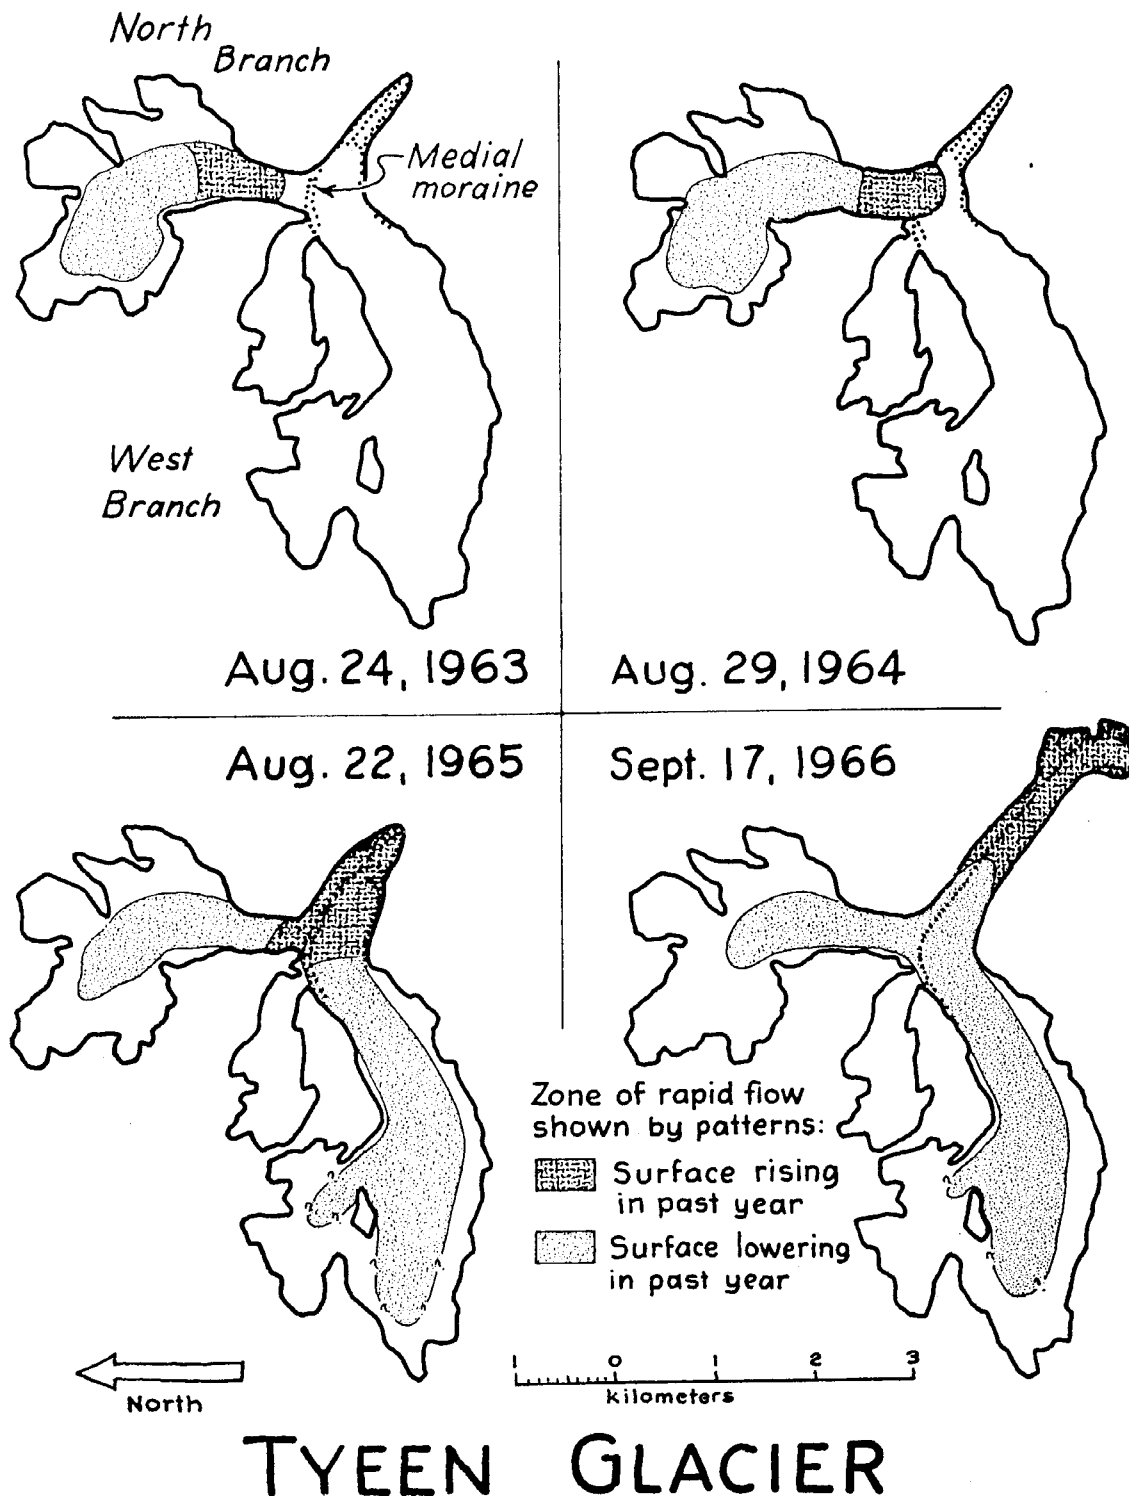 North
Branch
Medial
moraine
West
Branch
Aug. 24, 1963
Aug. 29, 1964
Aug. 22, 1965
Sept. 17, 1966
Zone of rapid flow
shown by patterns:
Surface rising
in past year
Surface lowering
in past year
North
1 0 1 2 3
kilometers
TYEEN GLACIER